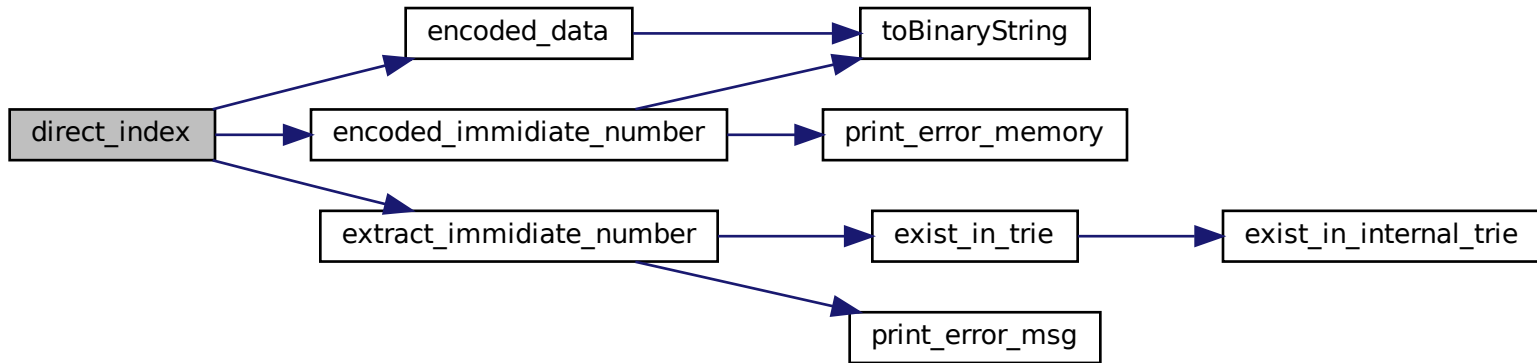 direct_index
encoded_data
toBinaryString
encoded_immidiate_number
print_error_memory
extract_immidiate_number
exist_in_trie
exist_in_internal_trie
print_error_msg